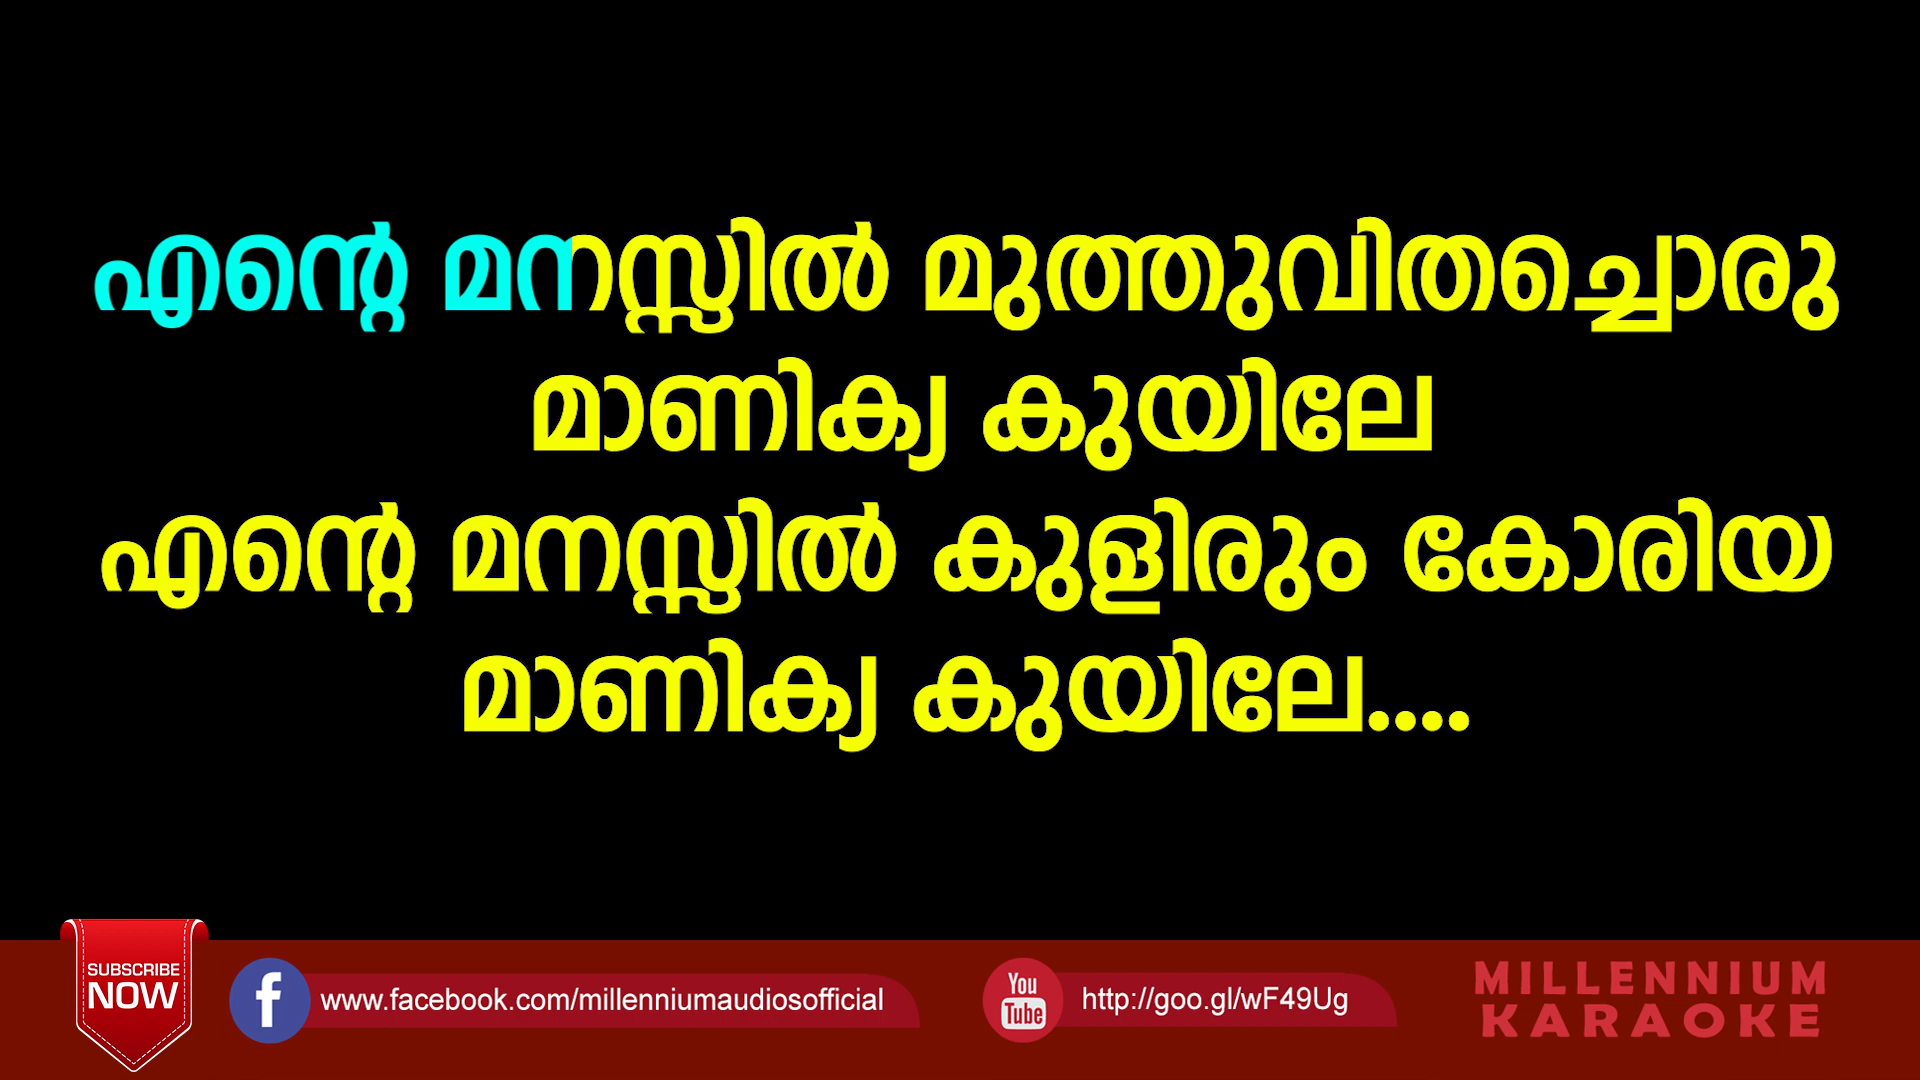 എന്റെ മനസ്സിൽ മുത്തുവിതച്ചൊരു
മാണിക്യ കുയിലേ
എന്റെ മനസ്സിൽ കുളിരും കോരിയ
മാണിക്യ കുയിലേ....
SUBSCRIBE
NOW
f www.facebook.com/millenniumaudiosofficial
You
Tube
http://goo.gl/wF49Ug
MILLENNIUM
KARAOKE